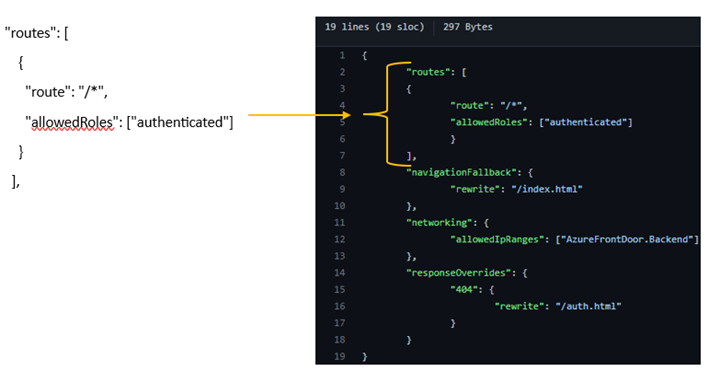 "routes": [
{
"route": "/*",
"allowedRoles": ["authenticated"]
}
],
19 lines (19 sloc) 297 Bytes
1 {
2 "routes": [
3 {
4 "route": "/*",
5 "allowedRoles": ["authenticated"]
6 }
7 ],
8 "navigationFallback": {
9 "rewrite": "/index.html"
10 },
11 "networking": {
12 "allowedIpRanges": ["AzureFrontDoor.Backend"]
13 },
14 "responseOverrides": {
15 "404": {
16 "rewrite": "/auth.html"
17 }
18 }
19 }